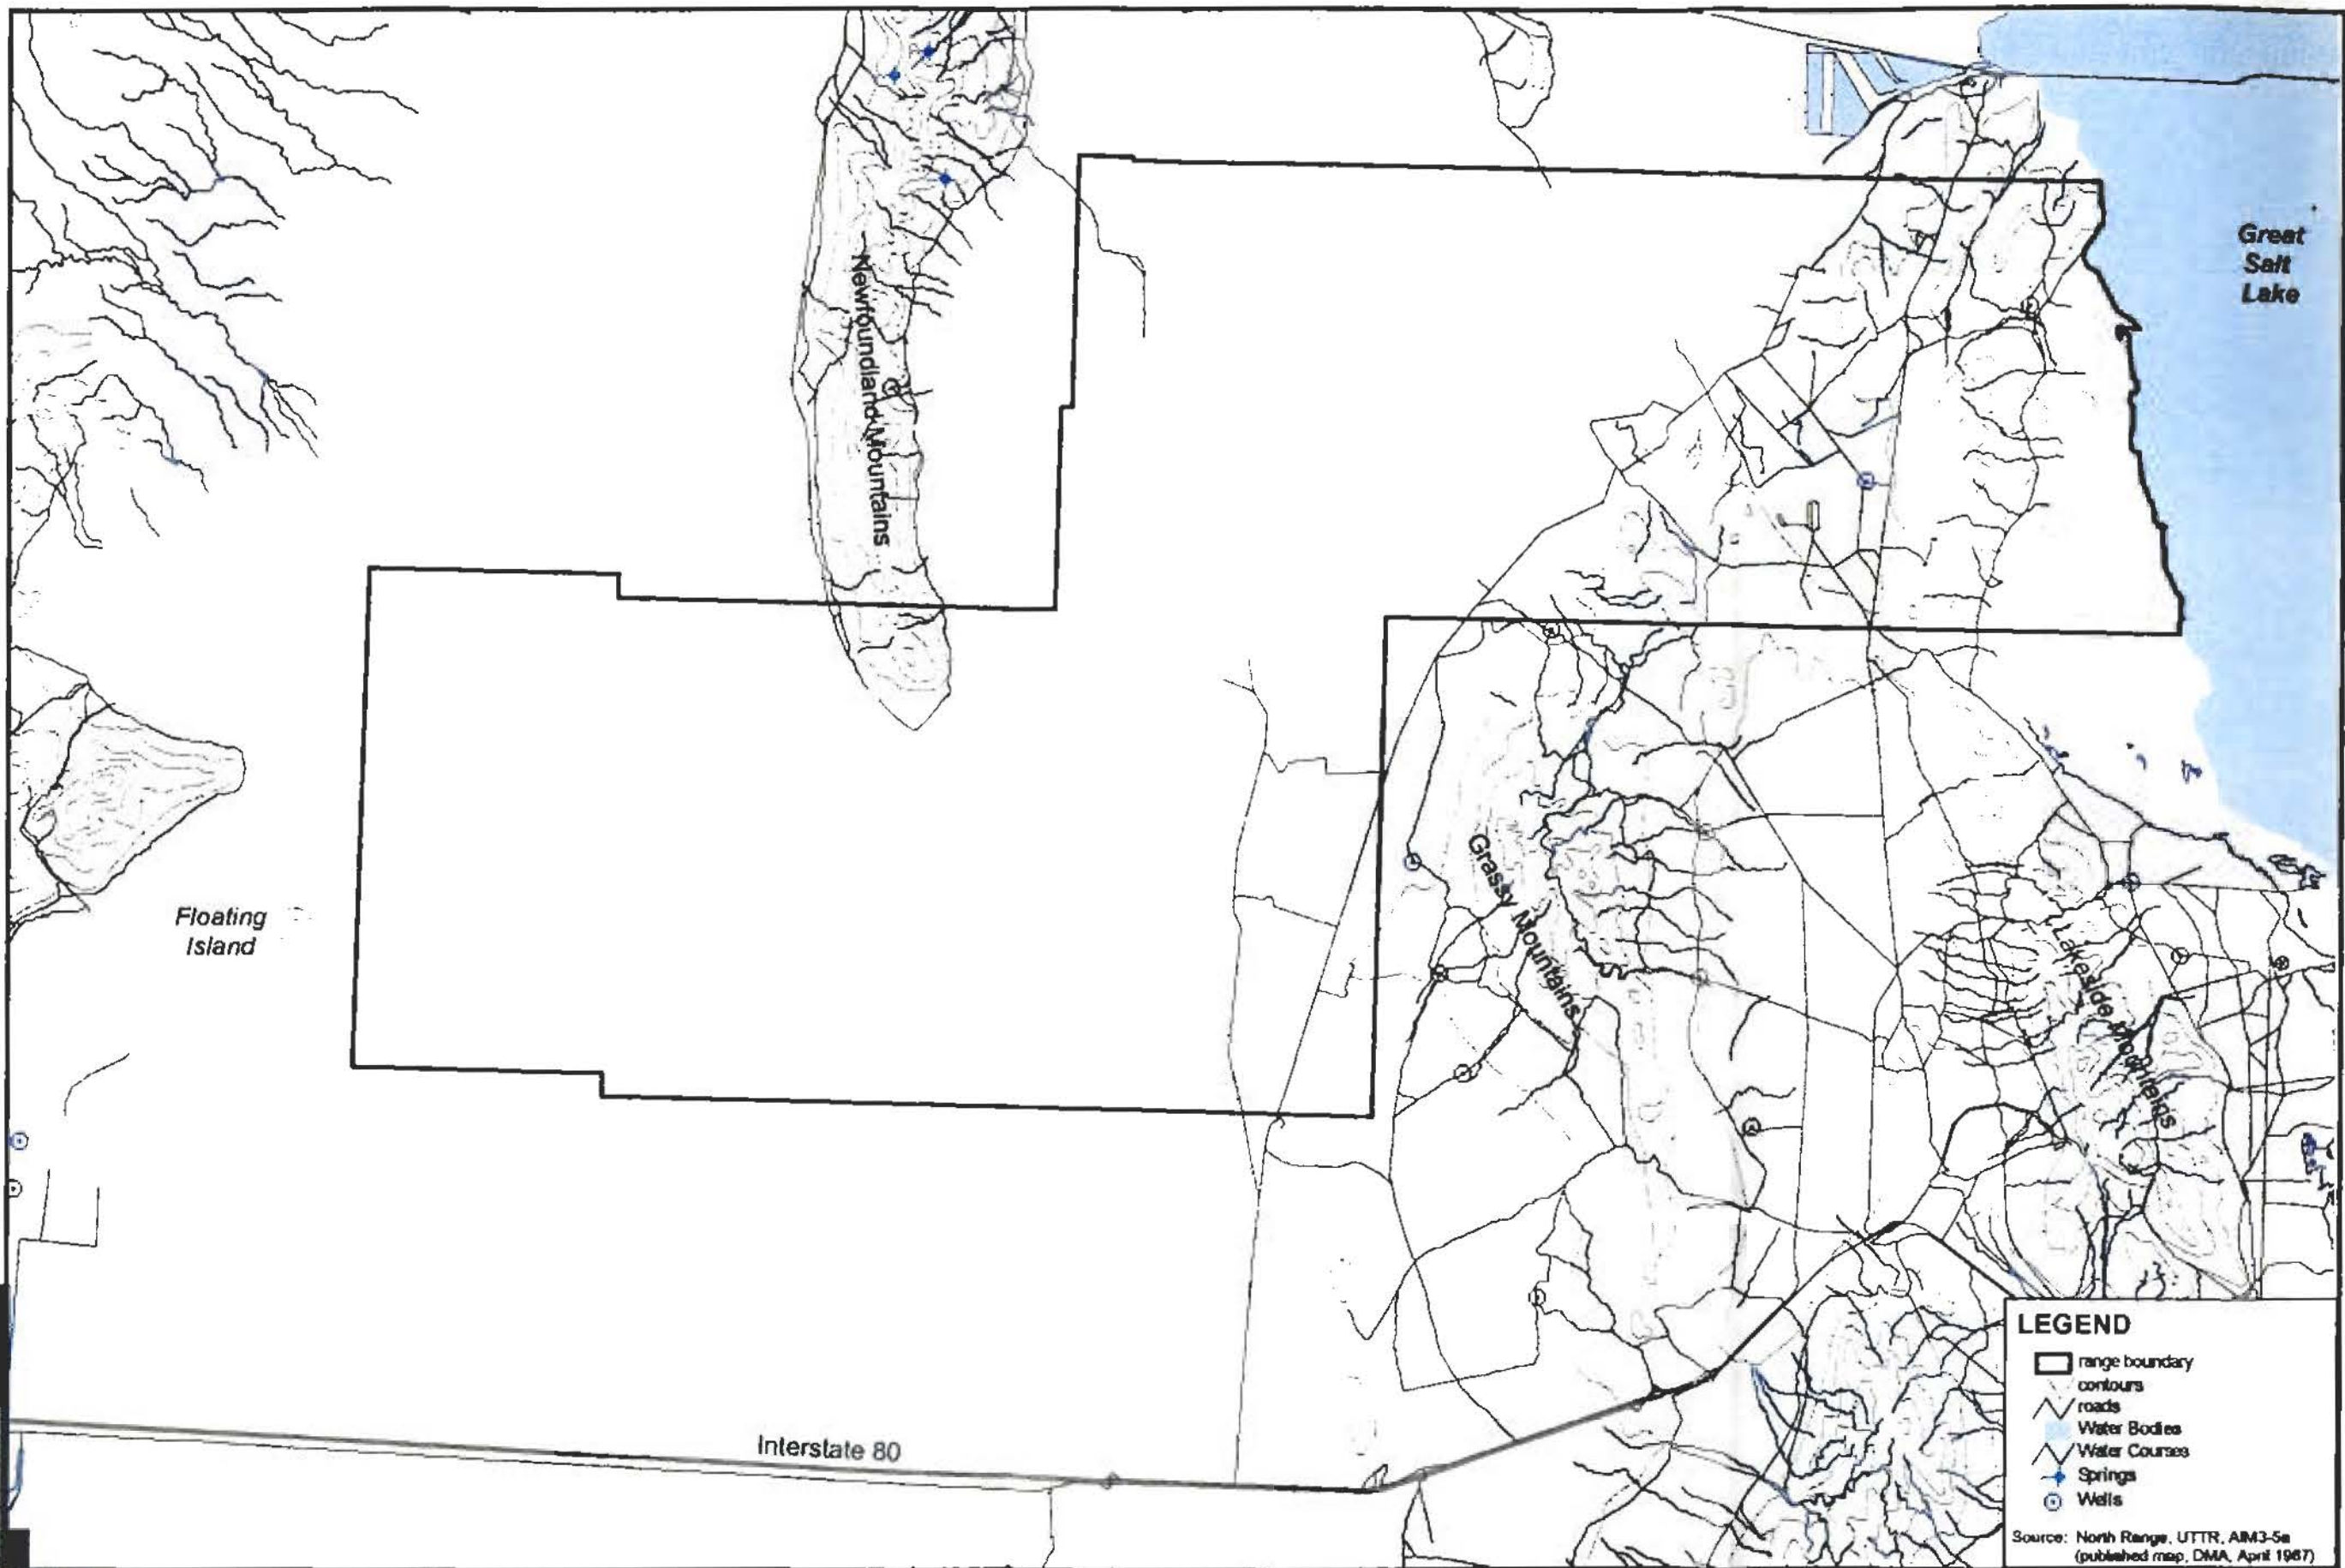 Great
Salt
Lake
Newfoundland Mountains
Grassy Mountains
Floating
Island
Lakeside Mountains
Interstate 80
LEGEND
range boundary
contours
roads
Water Bodies
Water Courses
Springs
Wells
Source: North Range, UTTR, AIM3-5a
(published map, DMA, April 1987)